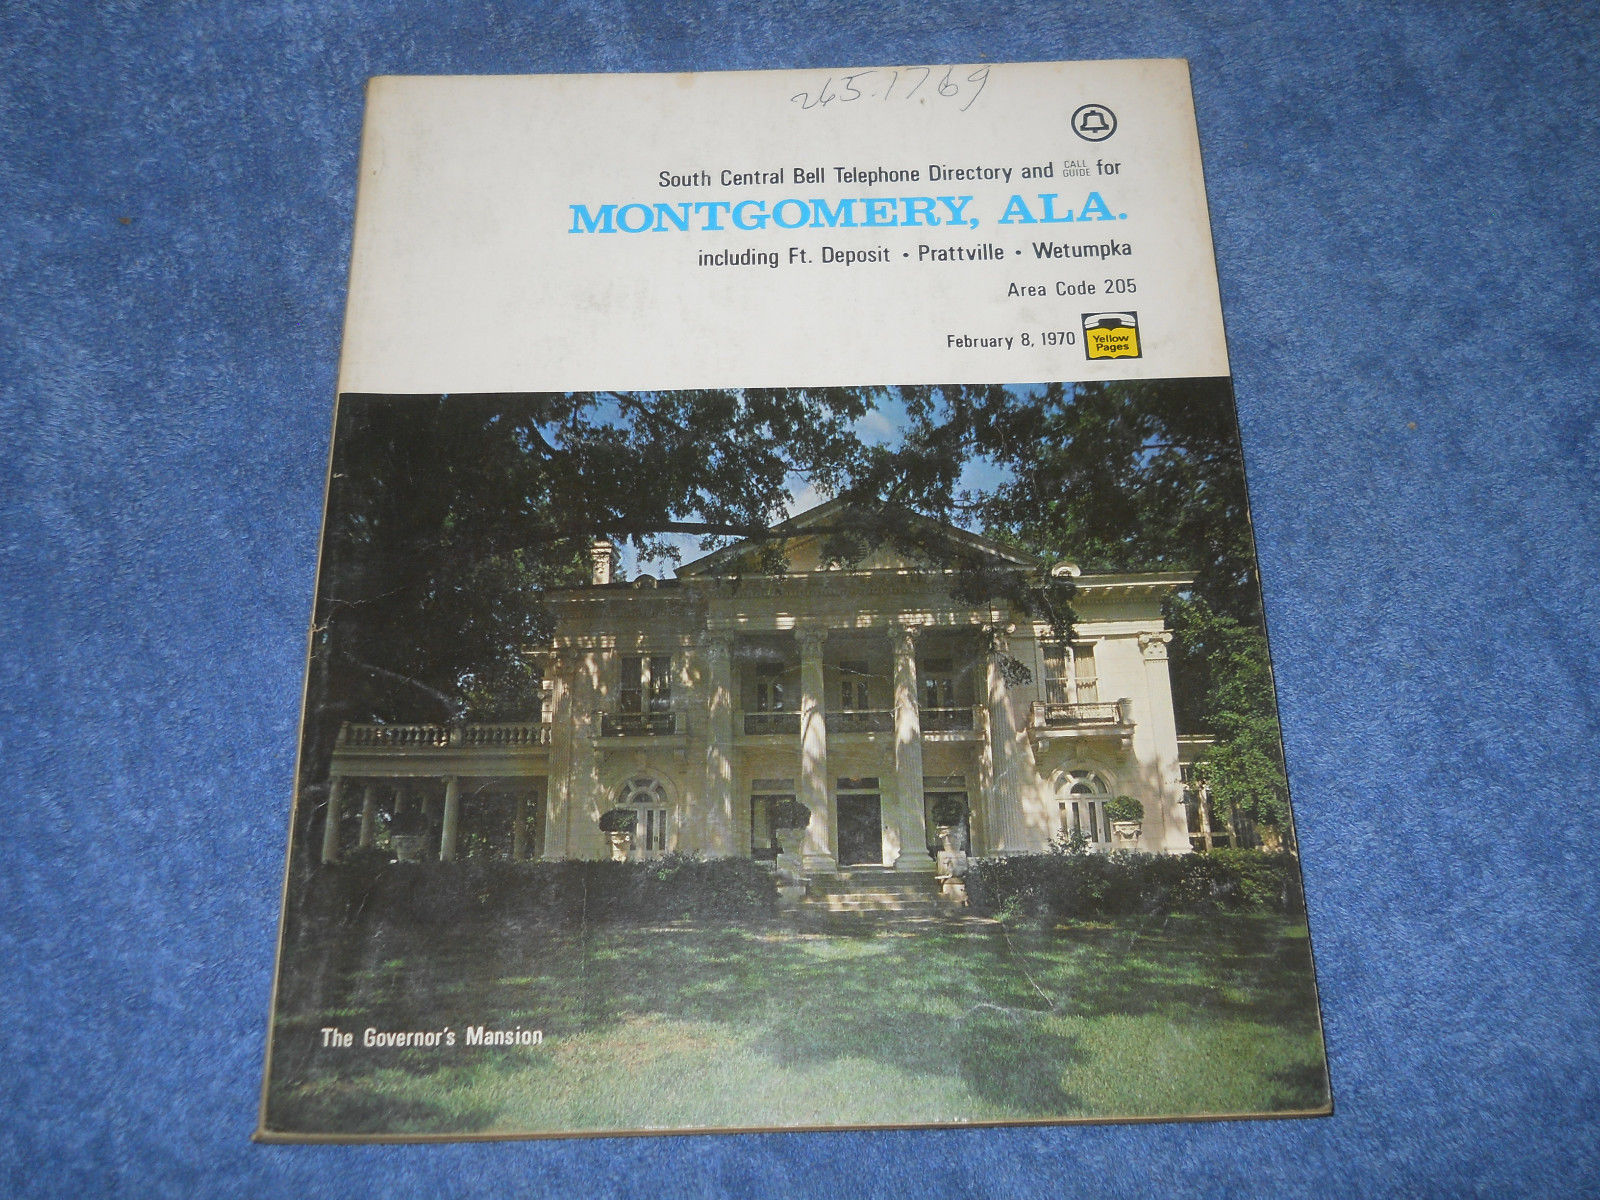 265.1769
South Central Bell Telephone Directory and CALL GUIDE for
MONTGOMERY, ALA.
including Ft. Deposit • Prattville • Wetumpka
Area Code 205
February 8, 1970
Yellow
Pages
The Governor's Mansion